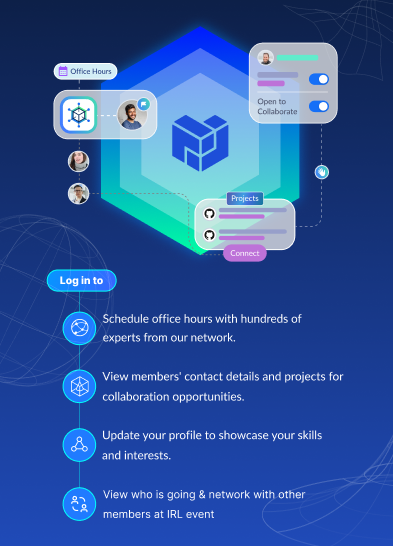 Office Hours
Open to
Collaborate
Projects
Connect
Log in to
Schedule office hours with hundreds of
experts from our network.
View members' contact details and projects for
collaboration opportunities.
Update your profile to showcase your skills
and interests.
View who is going & network with other
members at IRL event